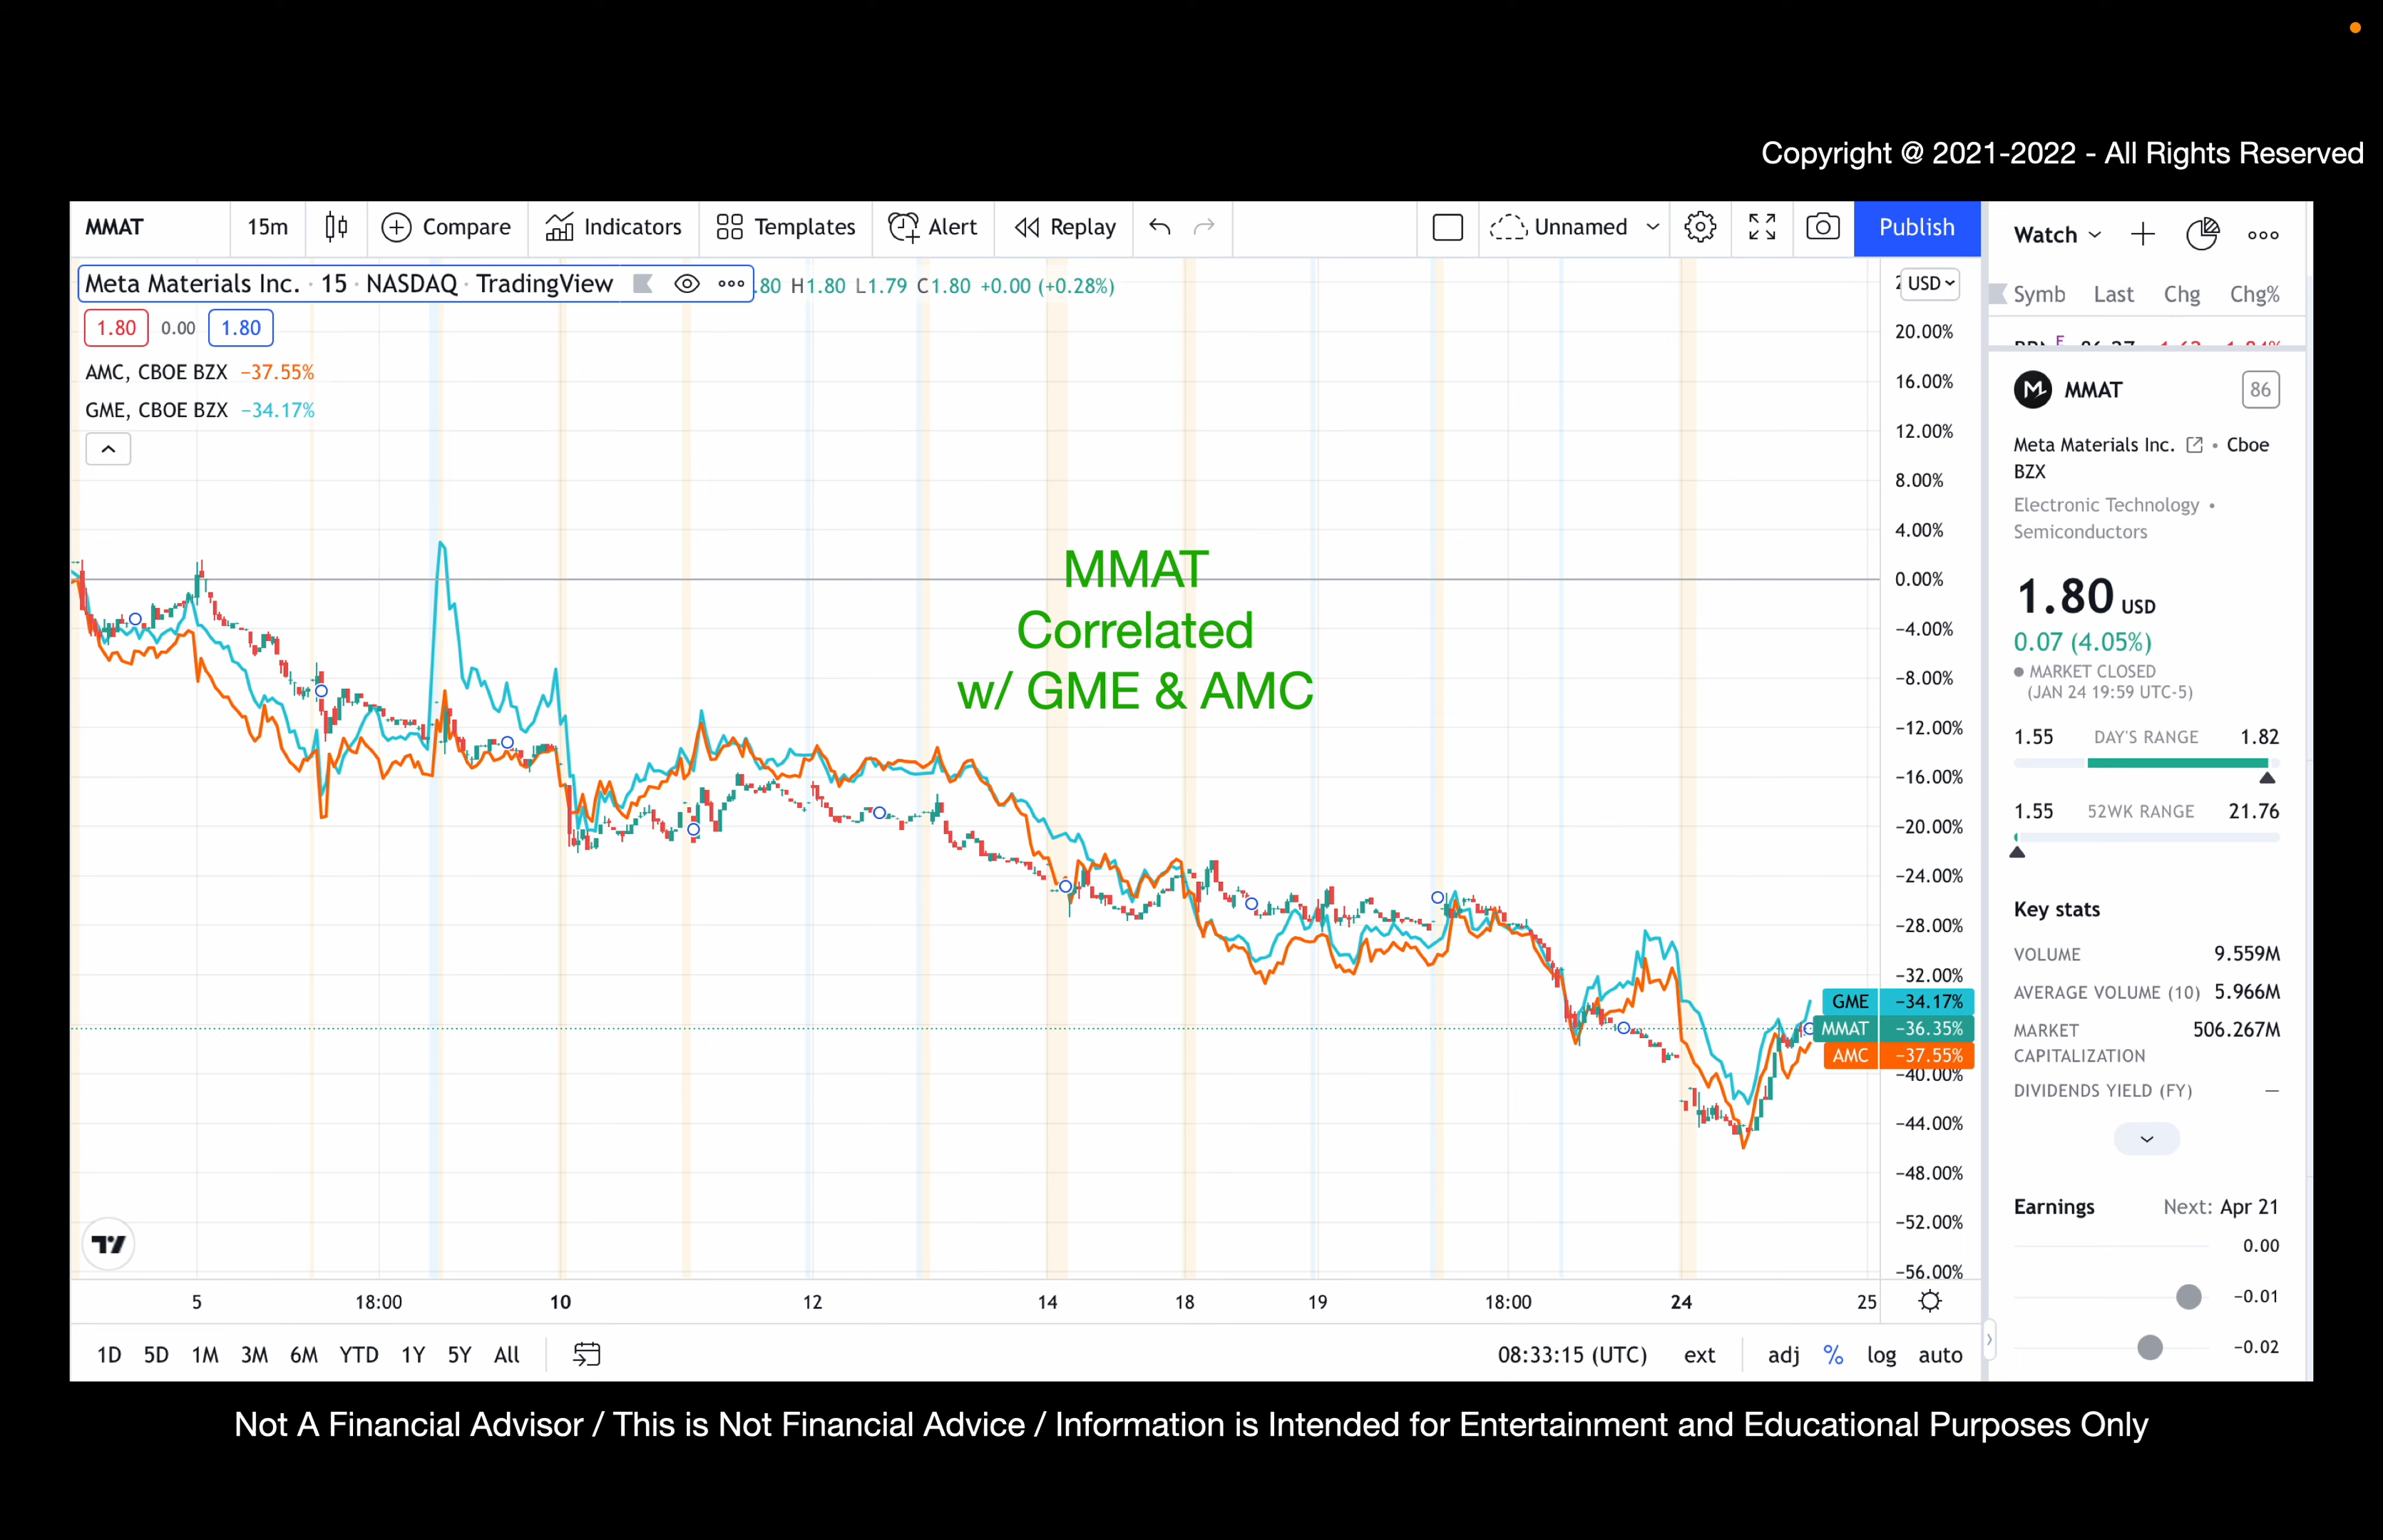 Copyright @ 2021-2022 - All Rights Reserved
MMAT 15m Compare Indicators Templates Alert Replay Unnamed Publish
Watch
Meta Materials Inc. · 15 · NASDAQ · TradingView .80 H1.80 L1.79 C1.80 +0.00 (+0.28%)
USD
Symb Last Chg Chg%
1.80 0.00 1.80
AMC, CBOE BZX −37.55%
GME, CBOE BZX −34.17%
20.00%
16.00%
12.00%
8.00%
4.00%
0.00%
−4.00%
−8.00%
−12.00%
−16.00%
−20.00%
−24.00%
−28.00%
−32.00%
GME −34.17%
MMAT −36.35%
AMC −37.55%
−40.00%
−44.00%
−48.00%
−52.00%
−56.00%
MMAT
Correlated
w/ GME & AMC
5 18:00 10 12 14 18 19 18:00 24 25
1D 5D 1M 3M 6M YTD 1Y 5Y All 08:33:15 (UTC) ext adj % log auto
MMAT 86
Meta Materials Inc. • Cboe
BZX
Electronic Technology •
Semiconductors
1.80 USD
0.07 (4.05%)
MARKET CLOSED
(JAN 24 19:59 UTC-5)
1.55 DAY'S RANGE 1.82
1.55 52WK RANGE 21.76
Key stats
VOLUME 9.559M
AVERAGE VOLUME (10) 5.966M
MARKET 506.267M
CAPITALIZATION
DIVIDENDS YIELD (FY) —
Earnings Next: Apr 21
0.00
−0.01
−0.02
Not A Financial Advisor / This is Not Financial Advice / Information is Intended for Entertainment and Educational Purposes Only